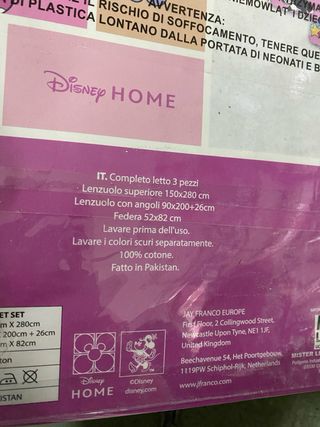 AVVERTENZA:
DI PLASTICA
RISCHIO DI SOFFOCAMENTO, TENERE QUE
LONTANO DALLA PORTATA DI NEONATI E B
Disney HOME
IT. Completo letto 3 pezzi
Lenzuolo superiore 150x280 cm
Lenzuolo con angoli 90x200+26cm
Federa 52x82 cm
Lavare prima dell'uso.
Lavare i colori scuri separatamente.
100% cotone.
Fatto in Pakistan.
ET SET
m X 280cm
200cm + 26cm
m X 82cm
ton
ISTAN
Disney
HOME
©Disney
disney.com
JAY FRANCO EUROPE
First Floor, 2 Collingwood Street,
Newcastle Upon Tyne, NE1 1JF,
United Kingdom
Beechavenue 54, Het Poortgebouw,
1119PW Schiphol-Rijk, Netherlands
www.jfranco.com
MISTER LI